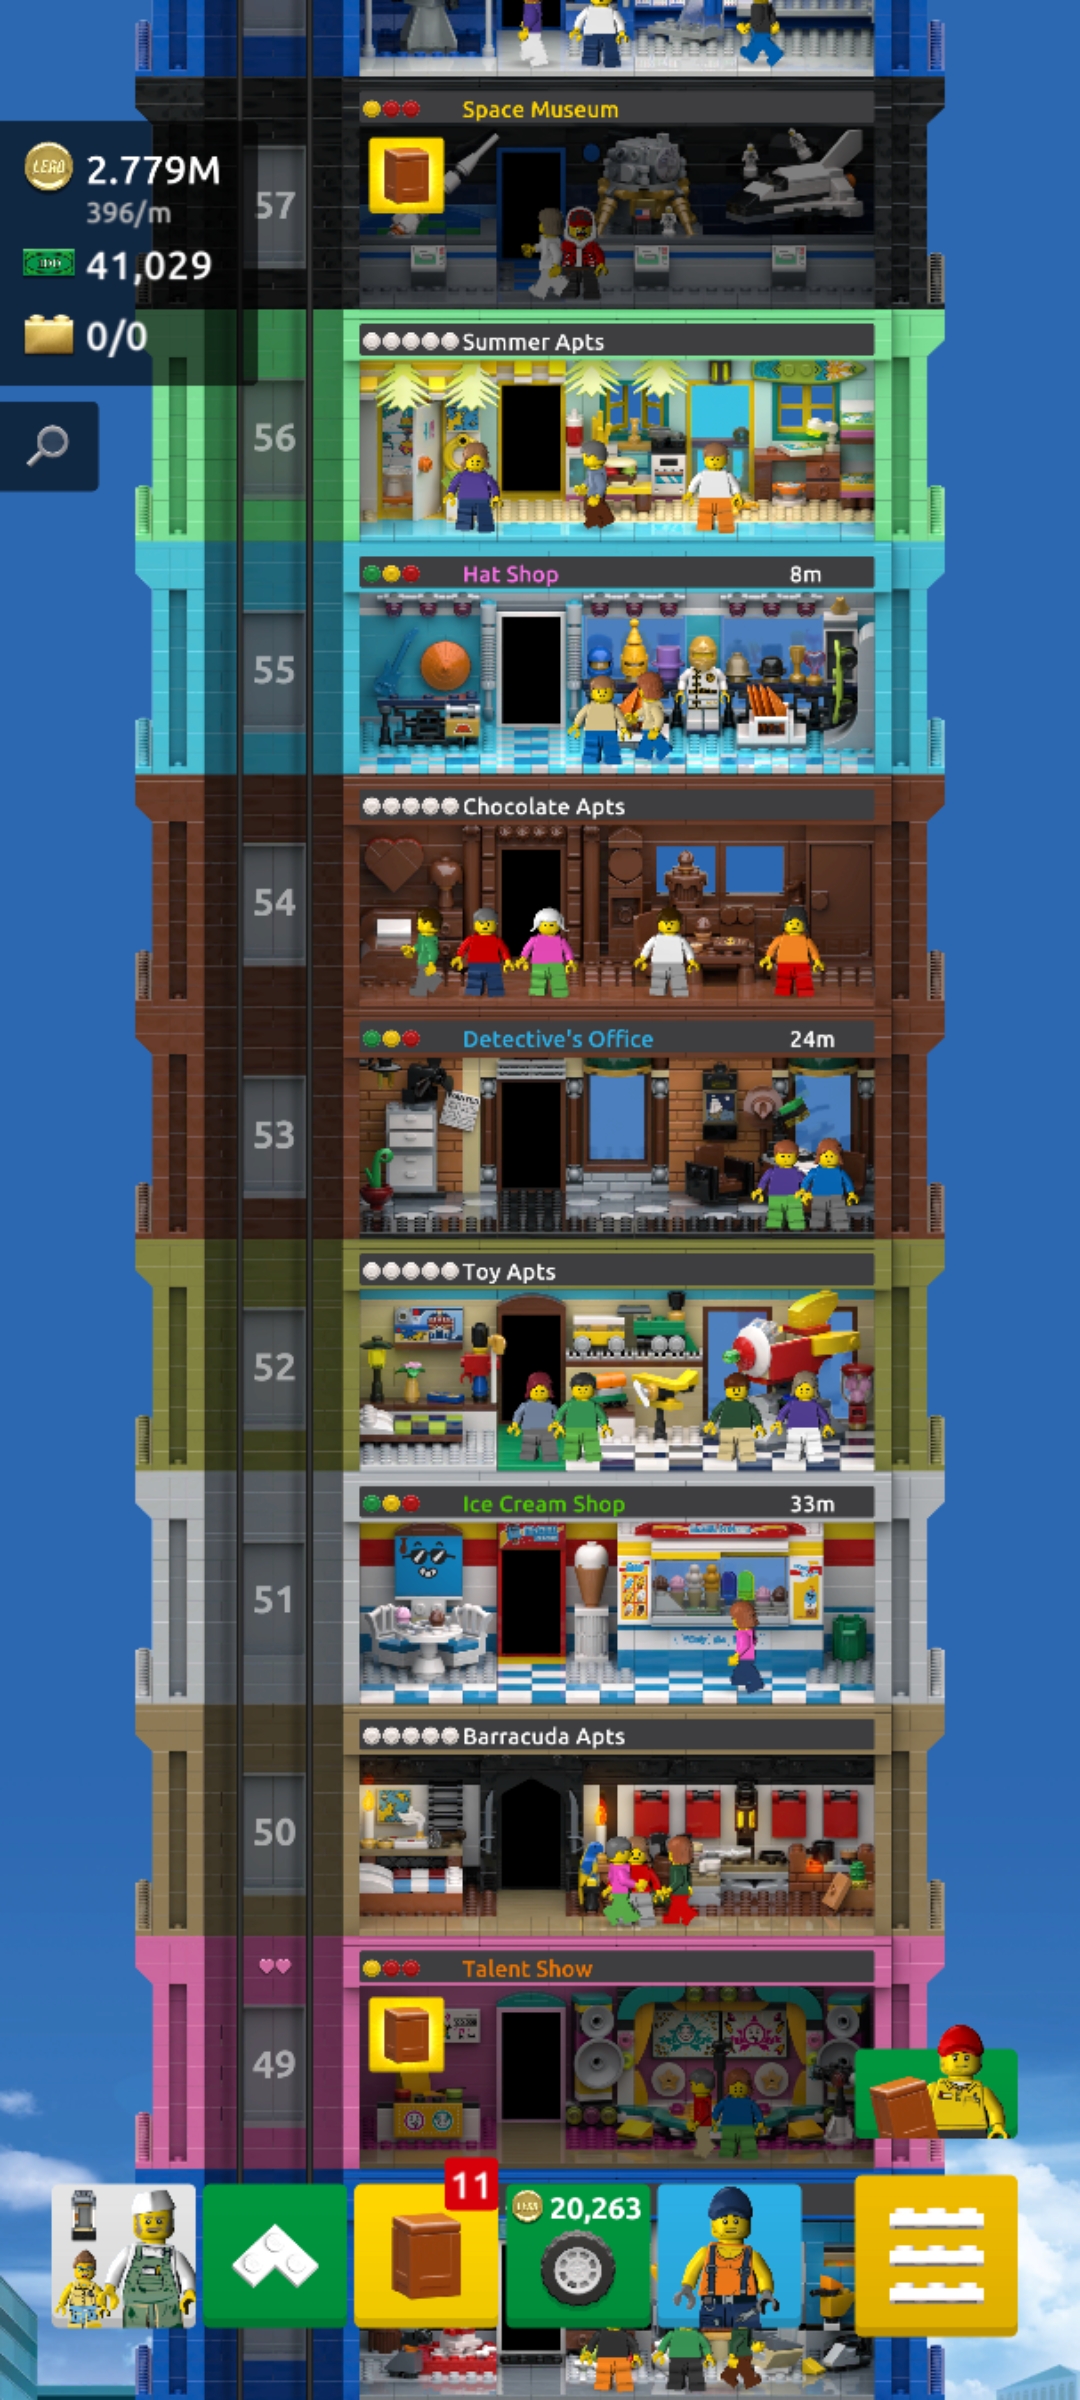 Space Museum
LEGO 2.779M
396/m
57
41,029
0/0
Summer Apts
56
Hat Shop 8m
55
Chocolate Apts
54
Detective's Office 24m
53
Toy Apts
52
Ice Cream Shop 33m
51
Barracuda Apts
50
Talent Show
49
11
20,263